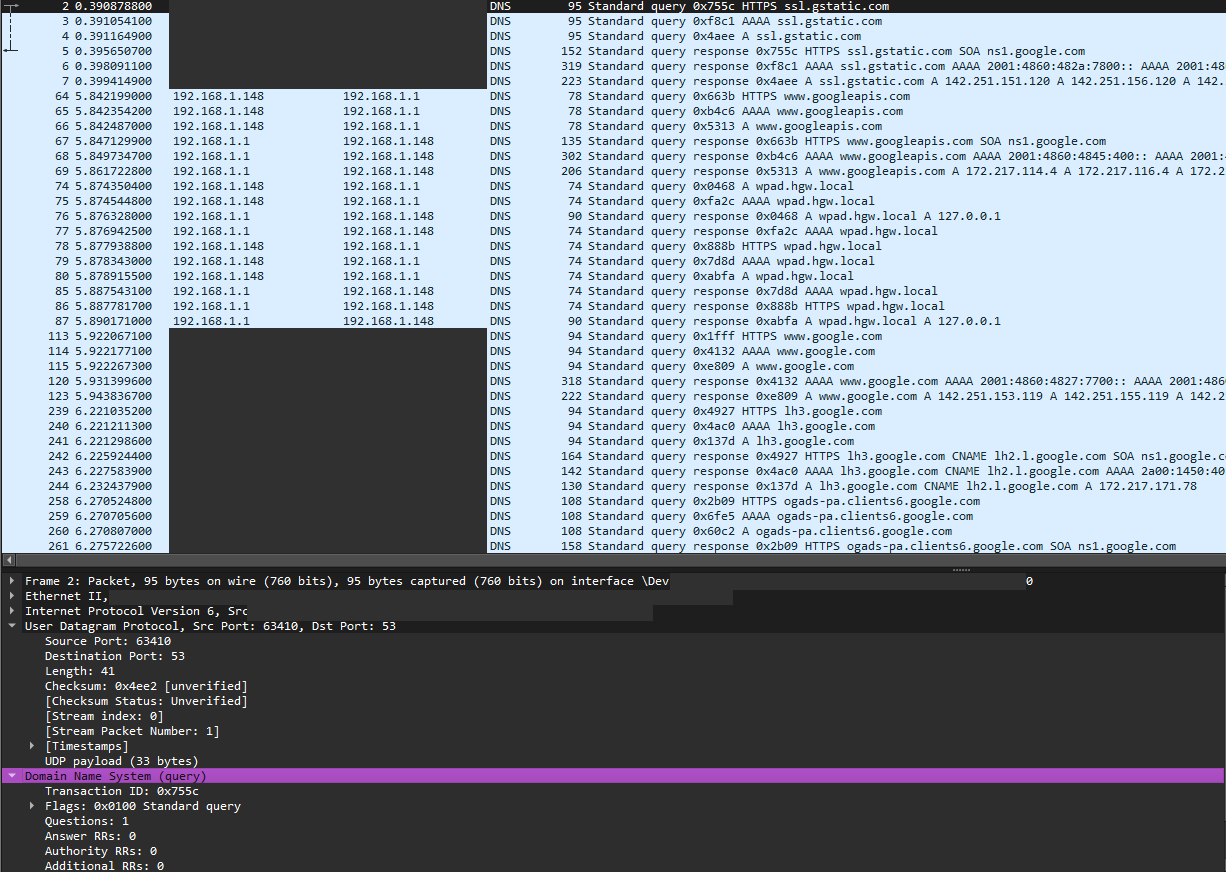 2 0.390878800 DNS 95 Standard query 0x755c HTTPS ssl.gstatic.com
3 0.391054300 DNS 95 Standard query 0xf8c1 AAAA ssl.gstatic.com
4 0.391164900 DNS 95 Standard query 0x4aee A ssl.gstatic.com
5 0.395650700 DNS 152 Standard query response 0x755c HTTPS ssl.gstatic.com SOA ns1.google.com
6 0.398091100 DNS 319 Standard query response 0xf8c1 AAAA ssl.gstatic.com AAAA 2001:4860:482a:7800:: AAAA 2001:48
7 0.399414900 DNS 223 Standard query response 0x4aee A ssl.gstatic.com A 142.251.151.120 A 142.251.156.120 A 142.
64 5.842199000 192.168.1.148 192.168.1.1 DNS 78 Standard query 0x663b HTTPS www.googleapis.com
65 5.842354200 192.168.1.148 192.168.1.1 DNS 78 Standard query 0xb4c6 AAAA www.googleapis.com
66 5.842487000 192.168.1.148 192.168.1.1 DNS 78 Standard query 0x5313 A www.googleapis.com
67 5.847129900 192.168.1.1 192.168.1.148 DNS 135 Standard query response 0x663b HTTPS www.googleapis.com SOA ns1.google.com
68 5.849734700 192.168.1.1 192.168.1.148 DNS 302 Standard query response 0xb4c6 AAAA www.googleapis.com AAAA 2001:4860:4845:400:: AAAA 2001:
69 5.861722800 192.168.1.1 192.168.1.148 DNS 206 Standard query response 0x5313 A www.googleapis.com A 172.217.114.4 A 172.217.116.4 A 172.2
74 5.874350400 192.168.1.148 192.168.1.1 DNS 74 Standard query 0x0468 A wpad.hgw.local
75 5.874544800 192.168.1.148 192.168.1.1 DNS 74 Standard query 0xfa2c AAAA wpad.hgw.local
76 5.876328000 192.168.1.1 192.168.1.148 DNS 90 Standard query response 0x0468 A wpad.hgw.local A 127.0.0.1
77 5.876942500 192.168.1.1 192.168.1.148 DNS 74 Standard query response 0xfa2c AAAA wpad.hgw.local
78 5.877938800 192.168.1.148 192.168.1.1 DNS 74 Standard query 0x888b HTTPS wpad.hgw.local
79 5.878343000 192.168.1.148 192.168.1.1 DNS 74 Standard query 0x7d8d AAAA wpad.hgw.local
80 5.878915500 192.168.1.148 192.168.1.1 DNS 74 Standard query 0xabfa A wpad.hgw.local
85 5.887543100 192.168.1.1 192.168.1.148 DNS 74 Standard query response 0x7d8d AAAA wpad.hgw.local
86 5.887781700 192.168.1.1 192.168.1.148 DNS 74 Standard query response 0x888b HTTPS wpad.hgw.local
87 5.890171000 192.168.1.1 192.168.1.148 DNS 90 Standard query response 0xabfa A wpad.hgw.local A 127.0.0.1
113 5.922067100 DNS 94 Standard query 0x1fff HTTPS www.google.com
114 5.922177100 DNS 94 Standard query 0x4132 AAAA www.google.com
115 5.922267300 DNS 94 Standard query 0xe809 A www.google.com
120 5.931399600 DNS 318 Standard query response 0x4132 AAAA www.google.com AAAA 2001:4860:4827:7700:: AAAA 2001:486
123 5.943836700 DNS 222 Standard query response 0xe809 A www.google.com A 142.251.153.119 A 142.251.155.119 A 142.2
239 6.221035200 DNS 94 Standard query 0x4927 HTTPS lh3.google.com
240 6.221211300 DNS 94 Standard query 0x4ac0 AAAA lh3.google.com
241 6.221298600 DNS 94 Standard query 0x137d A lh3.google.com
242 6.225924400 DNS 164 Standard query response 0x4927 HTTPS lh3.google.com CNAME lh2.l.google.com SOA ns1.google.c
243 6.227583900 DNS 142 Standard query response 0x4ac0 AAAA lh3.google.com CNAME lh2.l.google.com AAAA 2a00:1450:40
244 6.232437900 DNS 130 Standard query response 0x137d A lh3.google.com CNAME lh2.l.google.com A 172.217.171.78
258 6.270524800 DNS 108 Standard query 0x2b09 HTTPS ogads-pa.clients6.google.com
259 6.270705600 DNS 108 Standard query 0x6fe5 AAAA ogads-pa.clients6.google.com
260 6.270807000 DNS 108 Standard query 0x60c2 A ogads-pa.clients6.google.com
261 6.275722600 DNS 158 Standard query response 0x2b09 HTTPS ogads-pa.clients6.google.com SOA ns1.google.com
Frame 2: Packet, 95 bytes on wire (760 bits), 95 bytes captured (760 bits) on interface \Dev 0
Ethernet II,
Internet Protocol Version 6, Src
User Datagram Protocol, Src Port: 63410, Dst Port: 53
Source Port: 63410
Destination Port: 53
Length: 41
Checksum: 0x4ee2 [unverified]
[Checksum Status: Unverified]
[Stream index: 0]
[Stream Packet Number: 1]
[Timestamps]
UDP payload (33 bytes)
Domain Name System (query)
Transaction ID: 0x755c
Flags: 0x0100 Standard query
Questions: 1
Answer RRs: 0
Authority RRs: 0
Additional RRs: 0